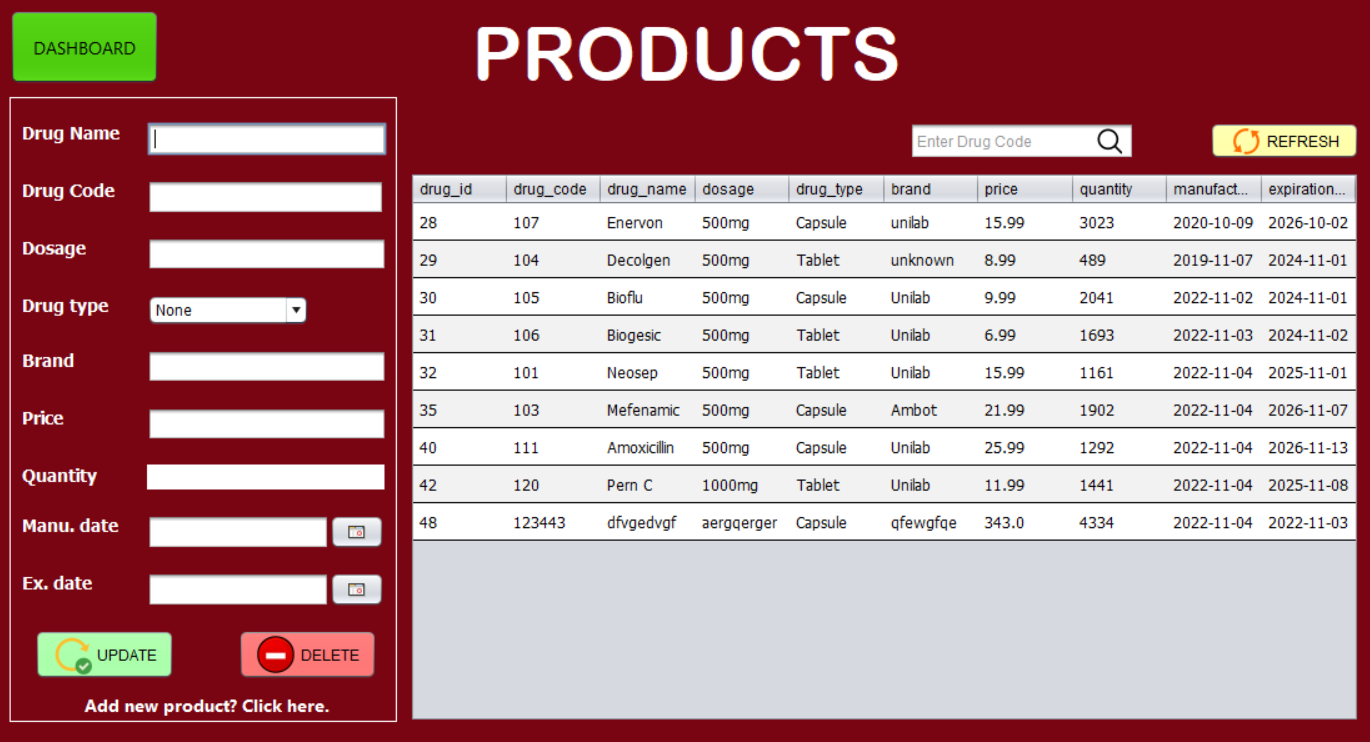 DASHBOARD
PRODUCTS
Drug Name
Drug Code
Dosage
Drug type None
Brand
Price
Quantity
Manu. date
Ex. date
UPDATE DELETE
Add new product? Click here.
Enter Drug Code REFRESH
drug_id drug_code drug_name dosage drug_type brand price quantity manufact... expiration...
28 107 Enervon 500mg Capsule unilab 15.99 3023 2020-10-09 2026-10-02
29 104 Decolgen 500mg Tablet unknown 8.99 489 2019-11-07 2024-11-01
30 105 Bioflu 500mg Capsule Unilab 9.99 2041 2022-11-02 2024-11-01
31 106 Biogesic 500mg Tablet Unilab 6.99 1693 2022-11-03 2024-11-02
32 101 Neosep 500mg Tablet Unilab 15.99 1161 2022-11-04 2025-11-01
35 103 Mefenamic 500mg Capsule Ambot 21.99 1902 2022-11-04 2026-11-07
40 111 Amoxicillin 500mg Capsule Unilab 25.99 1292 2022-11-04 2026-11-13
42 120 Pern C 1000mg Tablet Unilab 11.99 1441 2022-11-04 2025-11-08
48 123443 dfvgedvgf aergqerger Capsule qfewgfqe 343.0 4334 2022-11-04 2022-11-03